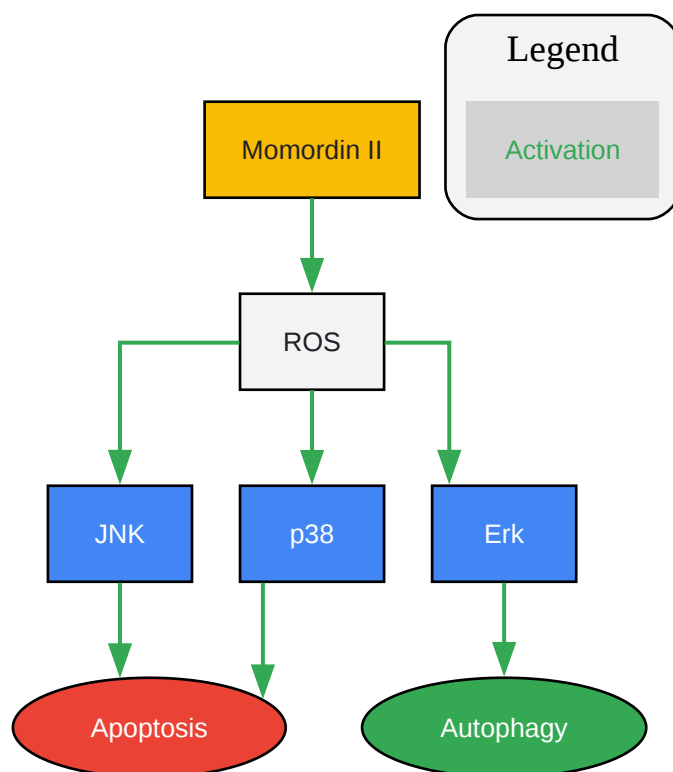 Legend
Activation
Momordin II
ROS
JNK
p38
Erk
Apoptosis
Autophagy